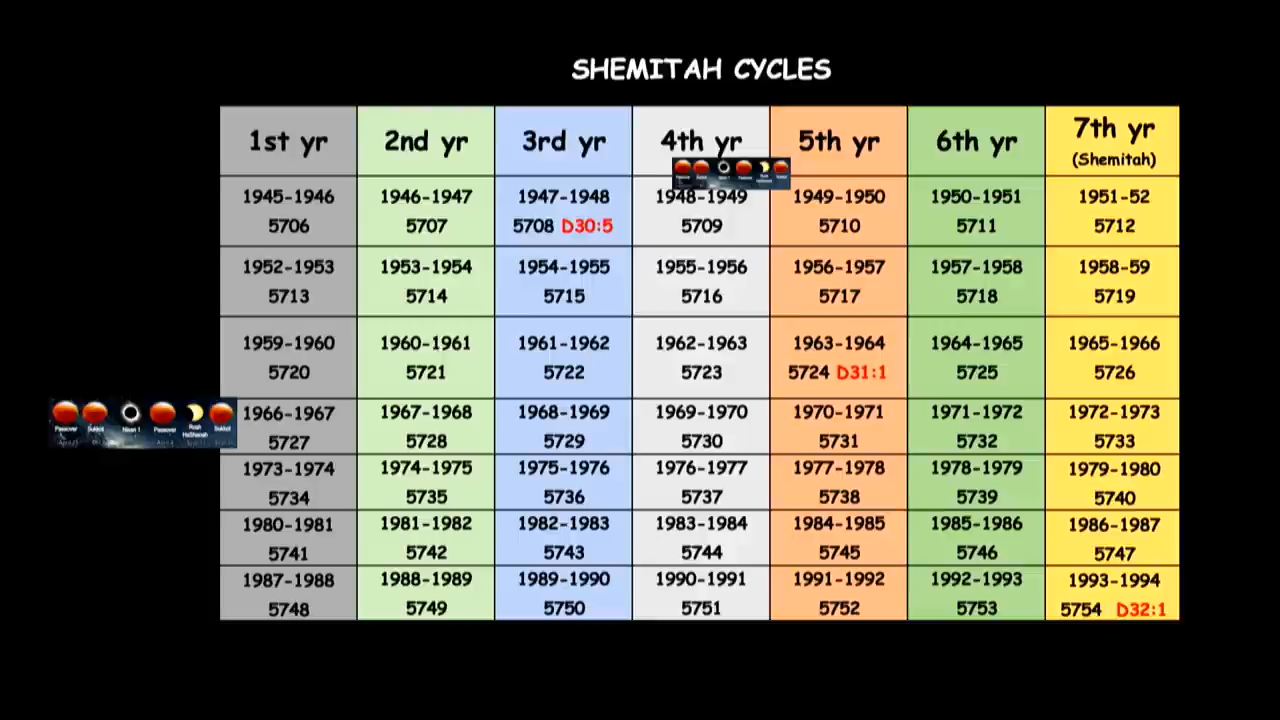 SHEMITAH CYCLES
1st yr 2nd yr 3rd yr 4th yr 5th yr 6th yr 7th yr
(Shemitah)
1945-1946 1946-1947 1947-1948 1948-1949 1949-1950 1950-1951 1951-52
5706 5707 5708 D30:5 5709 5710 5711 5712
1952-1953 1953-1954 1954-1955 1955-1956 1956-1957 1957-1958 1958-59
5713 5714 5715 5716 5717 5718 5719
1959-1960 1960-1961 1961-1962 1962-1963 1963-1964 1964-1965 1965-1966
5720 5721 5722 5723 5724 D31:1 5725 5726
1966-1967 1967-1968 1968-1969 1969-1970 1970-1971 1971-1972 1972-1973
Passover Sukkot Nisan 1 Passover Rosh HaShanah Sukkot
5727 5728 5729 5730 5731 5732 5733
1973-1974 1974-1975 1975-1976 1976-1977 1977-1978 1978-1979 1979-1980
5734 5735 5736 5737 5738 5739 5740
1980-1981 1981-1982 1982-1983 1983-1984 1984-1985 1985-1986 1986-1987
5741 5742 5743 5744 5745 5746 5747
1987-1988 1988-1989 1989-1990 1990-1991 1991-1992 1992-1993 1993-1994
5748 5749 5750 5751 5752 5753 5754 D32:1